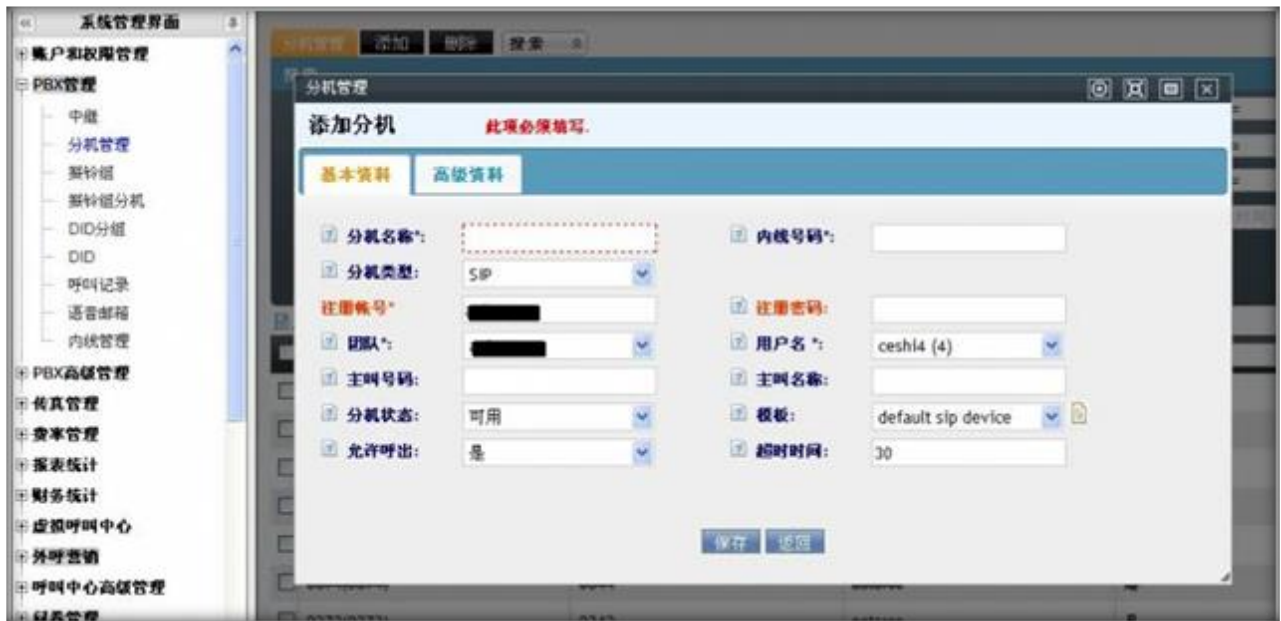 系统管理界面
账户和权限管理
PBX管理
中继
分机管理
振铃组
振铃组分机
DID分组
DID
呼叫记录
语音邮箱
内线管理
PBX高级管理
传真管理
费率管理
报表统计
财务统计
虚拟呼叫中心
外呼营销
呼叫中心高级管理
分机管理 添加 删除 搜索
分机管理
添加分机 此项必须填写.
基本资料 高级资料
分机名称*: 内线号码*:
分机类型: SIP
注册帐号* 注册密码:
团队*: 用户名 *: ceshi4 (4)
主叫号码: 主叫名称:
分机状态: 可用 模板: default sip device
允许呼出: 是 超时时间: 30
保存 返回